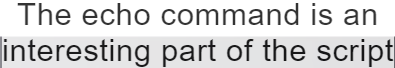 The echo command is an
interesting part of the script